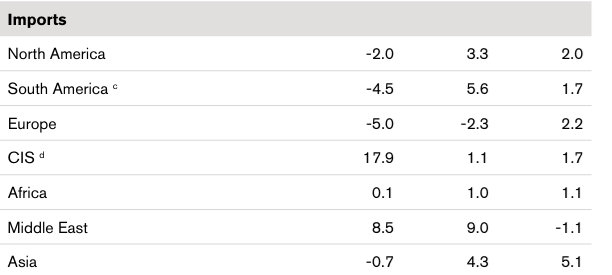 Imports
North America -2.0 3.3 2.0
South America ᶜ -4.5 5.6 1.7
Europe -5.0 -2.3 2.2
CIS ᵈ 17.9 1.1 1.7
Africa 0.1 1.0 1.1
Middle East 8.5 9.0 -1.1
Asia -0.7 4.3 5.1